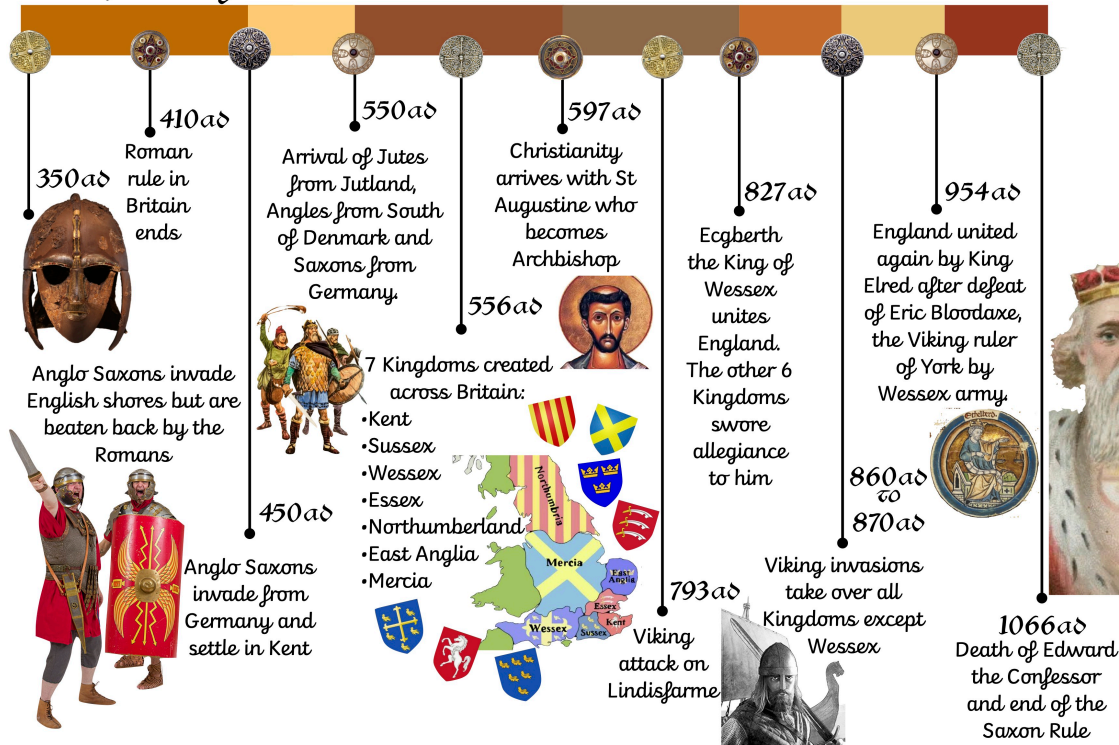 350ad
Anglo Saxons invade
English shores but are
beaten back by the
Romans
410ad
Roman
rule in
Britain
ends
450ad
Anglo Saxons
invade from
Germany and
settle in Kent
550ad
Arrival of Jutes
from Jutland,
Angles from South
of Denmark and
Saxons from
Germany.
556ad
7 Kingdoms created
across Britain:
•Kent
•Sussex
•Wessex
•Essex
•Northumberland
•East Anglia
•Mercia
Northumbria
Mercia
East
Anglia
Essex
Kent
Wessex
Sussex
597ad
Christianity
arrives with St
Augustine who
becomes
Archbishop
793ad
Viking
attack on
Lindisfarme
827ad
Ecgberth
the King of
Wessex
unites
England.
The other 6
Kingdoms
swore
allegiance
to him
860ad
to
870ad
Viking invasions
take over all
Kingdoms except
Wessex
954ad
England united
again by King
Elred after defeat
of Eric Bloodaxe,
the Viking ruler
of York by
Wessex army.
1066ad
Death of Edward
the Confessor
and end of the
Saxon Rule